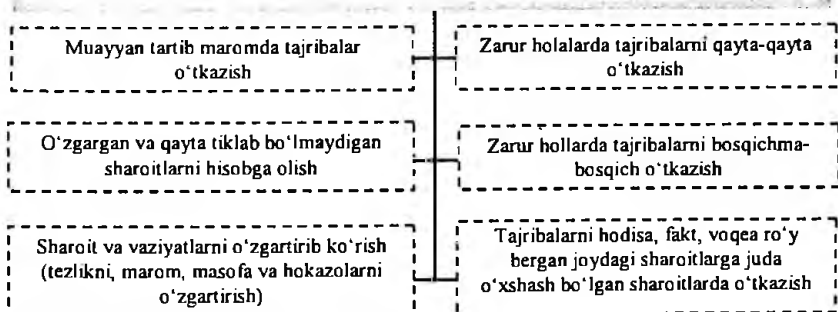 Muayyan tartib maromda tajribalar
o‘tkazish
Zarur holalarda tajribalarni qayta-qayta
o‘tkazish
O‘zgargan va qayta tiklab bo‘lmaydigan
sharoitlarni hisobga olish
Zarur hollarda tajribalarni bosqichma-
bosqich o‘tkazish
Sharoit va vaziyatlarni o‘zgartirib ko‘rish
(tezlikni, marom, masofa va hokazolarni
o‘zgartirish)
Tajribalarni hodisa, fakt, voqea ro‘y
bergan joydagi sharoitlarga juda
o‘xshash bo‘lgan sharoitlarda o‘tkazish